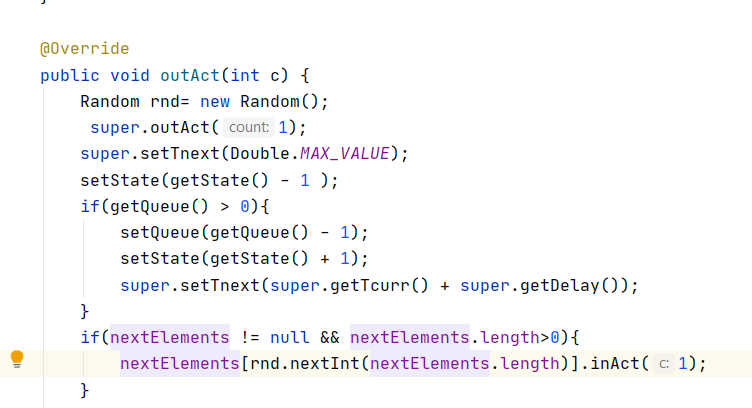 @Override
public void outAct(int c) {
Random rnd= new Random();
super.outAct( count: 1);
super.setTnext(Double.MAX_VALUE);
setState(getState() - 1 );
if(getQueue() > 0){
setQueue(getQueue() - 1);
setState(getState() + 1);
super.setTnext(super.getTcurr() + super.getDelay());
}
if(nextElements != null && nextElements.length>0){
nextElements[rnd.nextInt(nextElements.length)].inAct( c: 1);
}